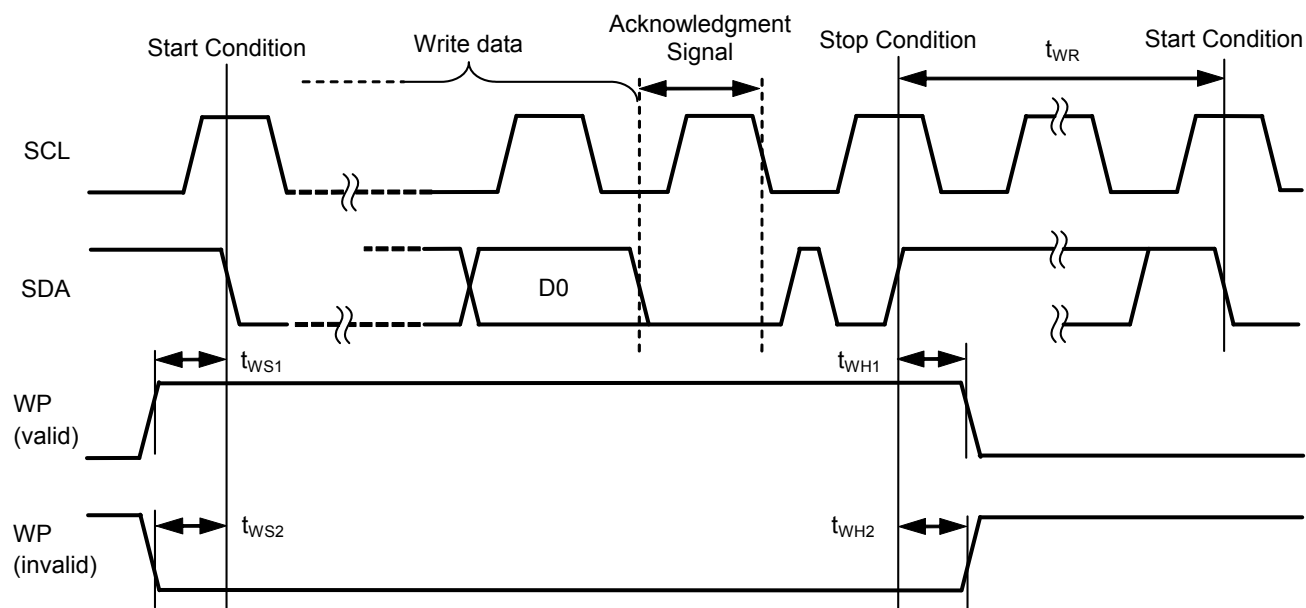 Acknowledgment
Signal
Start Condition
Write data
Stop Condition
tWR
Start Condition
SCL
SDA
D0
tWS1
tWH1
WP
(valid)
tWS2
tWH2
WP
(invalid)